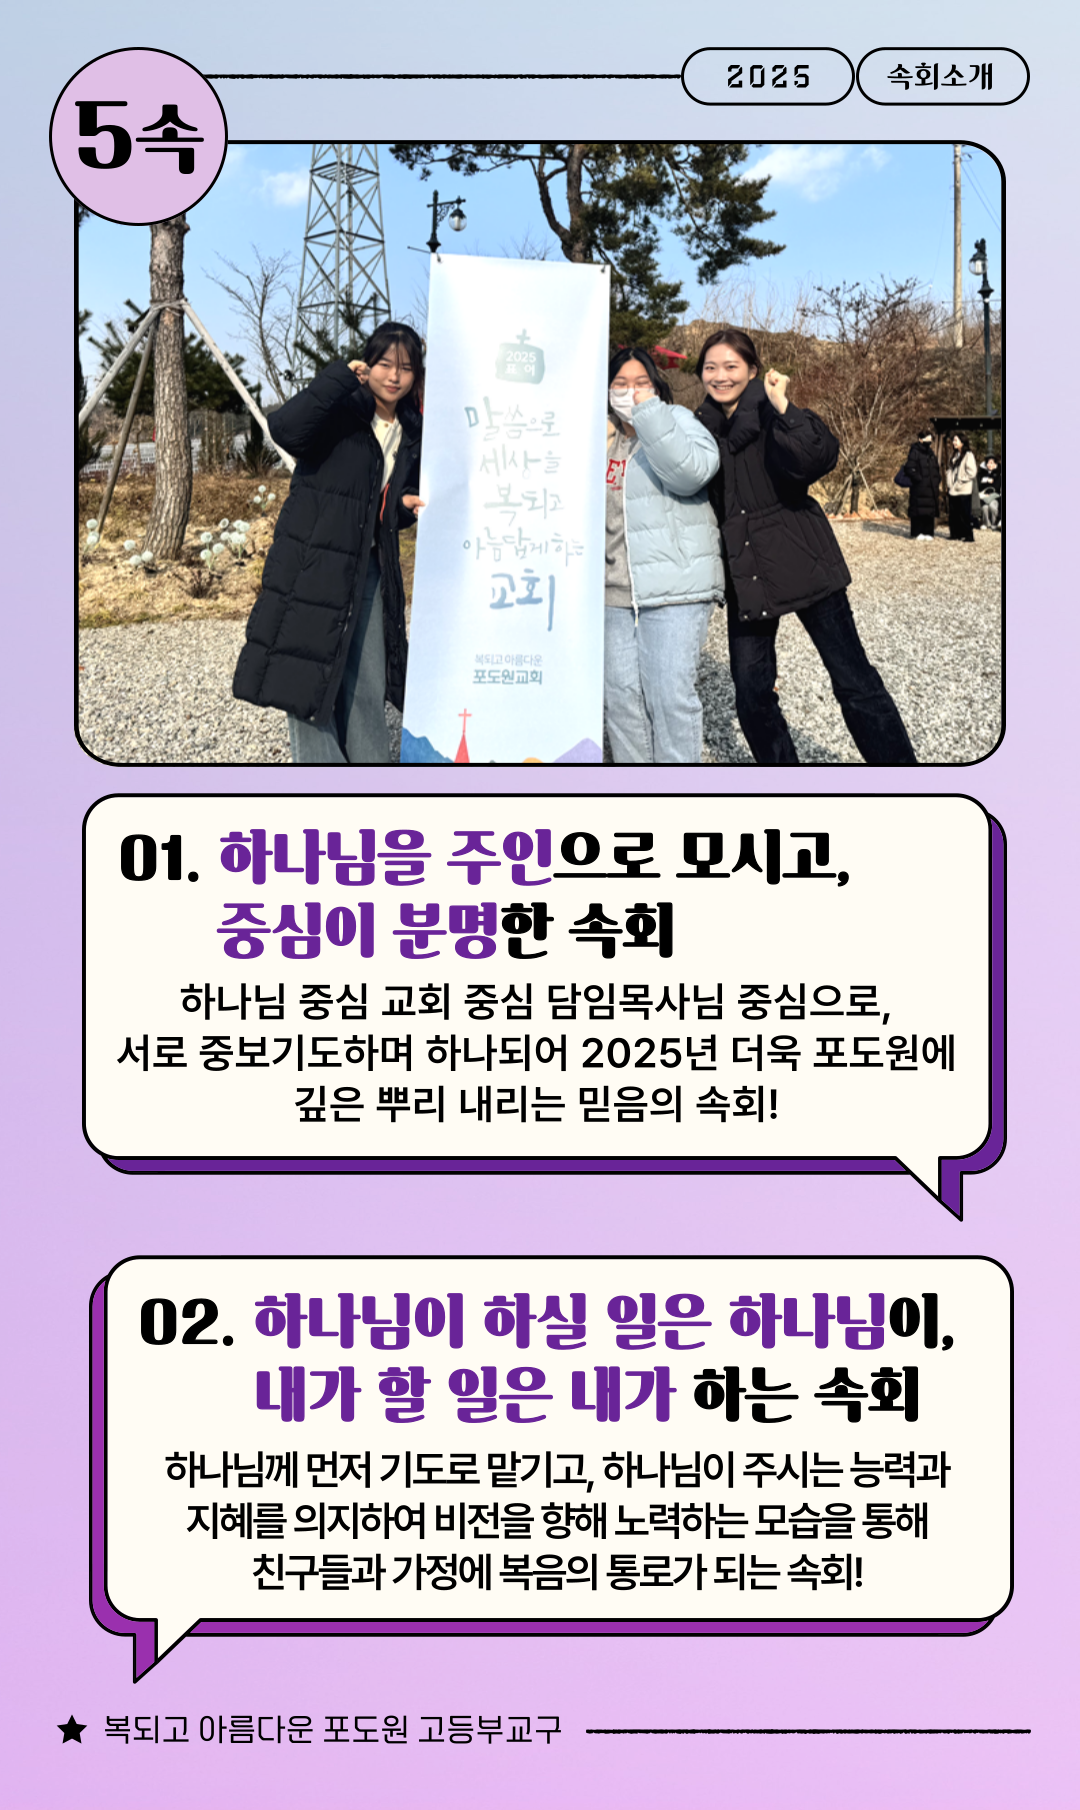 5속
2025
속회소개
2025
표어
말씀으로
세상을
복되고
아름답게 하는
교회
복되고 아름다운
포도원교회
01. 하나님을 주인으로 모시고,
중심이 분명한 속회
하나님 중심 교회 중심 담임목사님 중심으로,
서로 중보기도하며 하나되어 2025년 더욱 포도원에
깊은 뿌리 내리는 믿음의 속회!
02. 하나님이 하실 일은 하나님이,
내가 할 일은 내가 하는 속회
하나님께 먼저 기도로 맡기고, 하나님이 주시는 능력과
지혜를 의지하여 비전을 향해 노력하는 모습을 통해
친구들과 가정에 복음의 통로가 되는 속회!
★ 복되고 아름다운 포도원 고등부교구